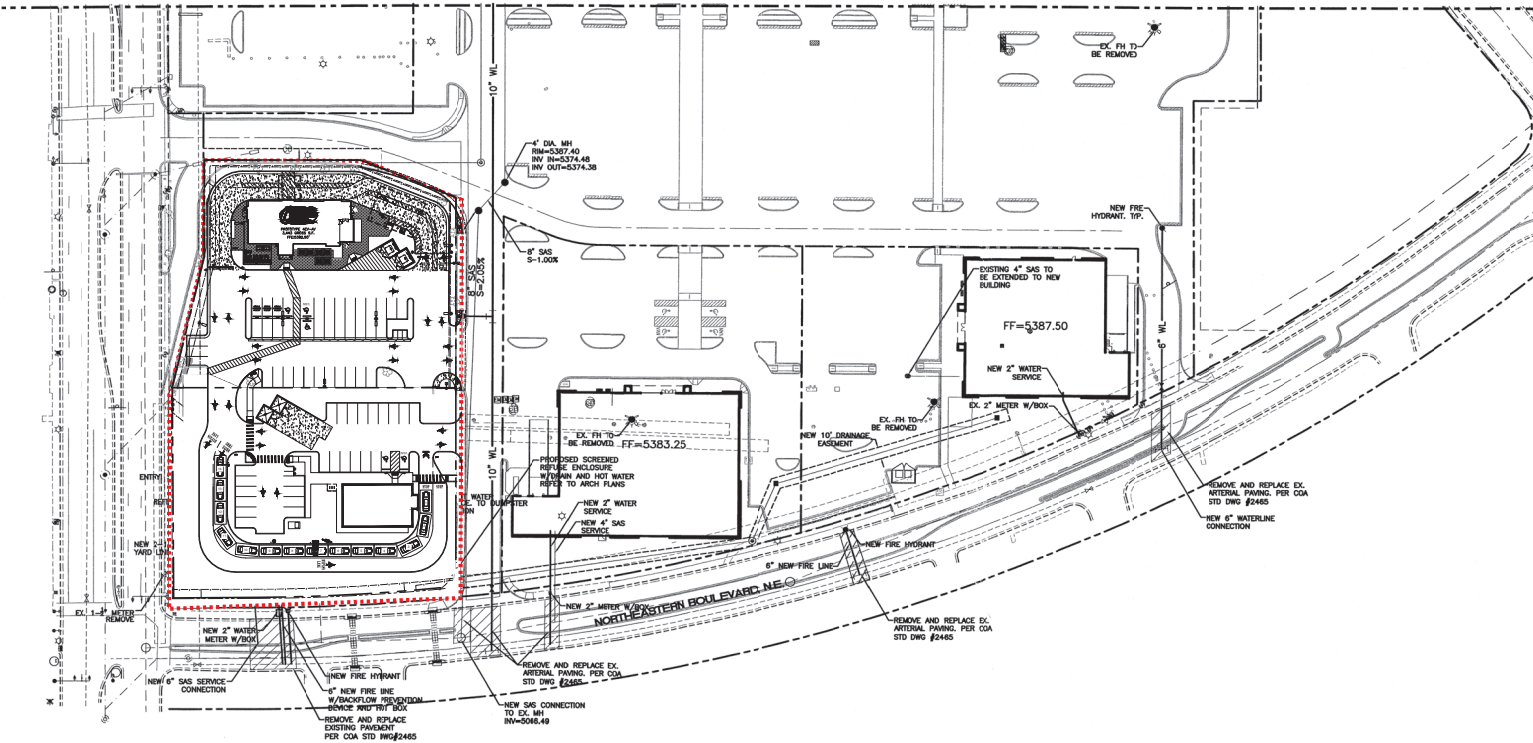 10" WL
EX. FH TO
BE REMOVED
4' DIA. MH
RIM=5387.40
INV IN=5374.48
INV OUT=5374.38
NEW FIRE
HYDRANT. TYP.
8" SAS
S-1.00%
8" SAS
S=2.05%
EXISTING 4" SAS TO
BE EXTENDED TO NEW
BUILDING
FF=5387.50
6" WL
NEW 2" WATER
SERVICE
EX. 2" METER W/BOX
EX. FH TO
BE REMOVED
EX. FH TO
BE REMOVED
FF=5383.25
NEW 10' DRAINAGE
EASEMENT
10" WL
PROPOSED SCREENED
REFUSE ENCLOSURE
W/DRAIN AND HOT WATER
REFER TO ARCH PLANS
ENTRY
WATER
TO DUMPSTER
NEW 2" WATER
SERVICE
NEW 4" SAS
SERVICE
REMOVE AND REPLACE EX.
ARTERIAL PAVING. PER COA
STD DWG #2465
NEW 6" WATERLINE
CONNECTION
YARD
NEW FIRE HYDRANT
6" NEW FIRE LINE
NEW 2" METER W/BOX
NORTHEASTERN BOULEVARD, N.E.
METER
REMOVE
NEW 2" WATER
METER W/BOX
REMOVE AND REPLACE EX.
ARTERIAL PAVING. PER COA
STD DWG #2465
REMOVE AND REPLACE EX.
ARTERIAL PAVING. PER COA
STD DWG #2465
NEW 6" SAS SERVICE
CONNECTION
NEW FIRE HYDRANT
6" NEW FIRE LINE
W/BACKFLOW PREVENTION
DEVICE AND HOT BOX
NEW SAS CONNECTION
TO EX. MH
INV=5066.49
REMOVE AND REPLACE
EXISTING PAVEMENT
PER COA STD DWG#2465